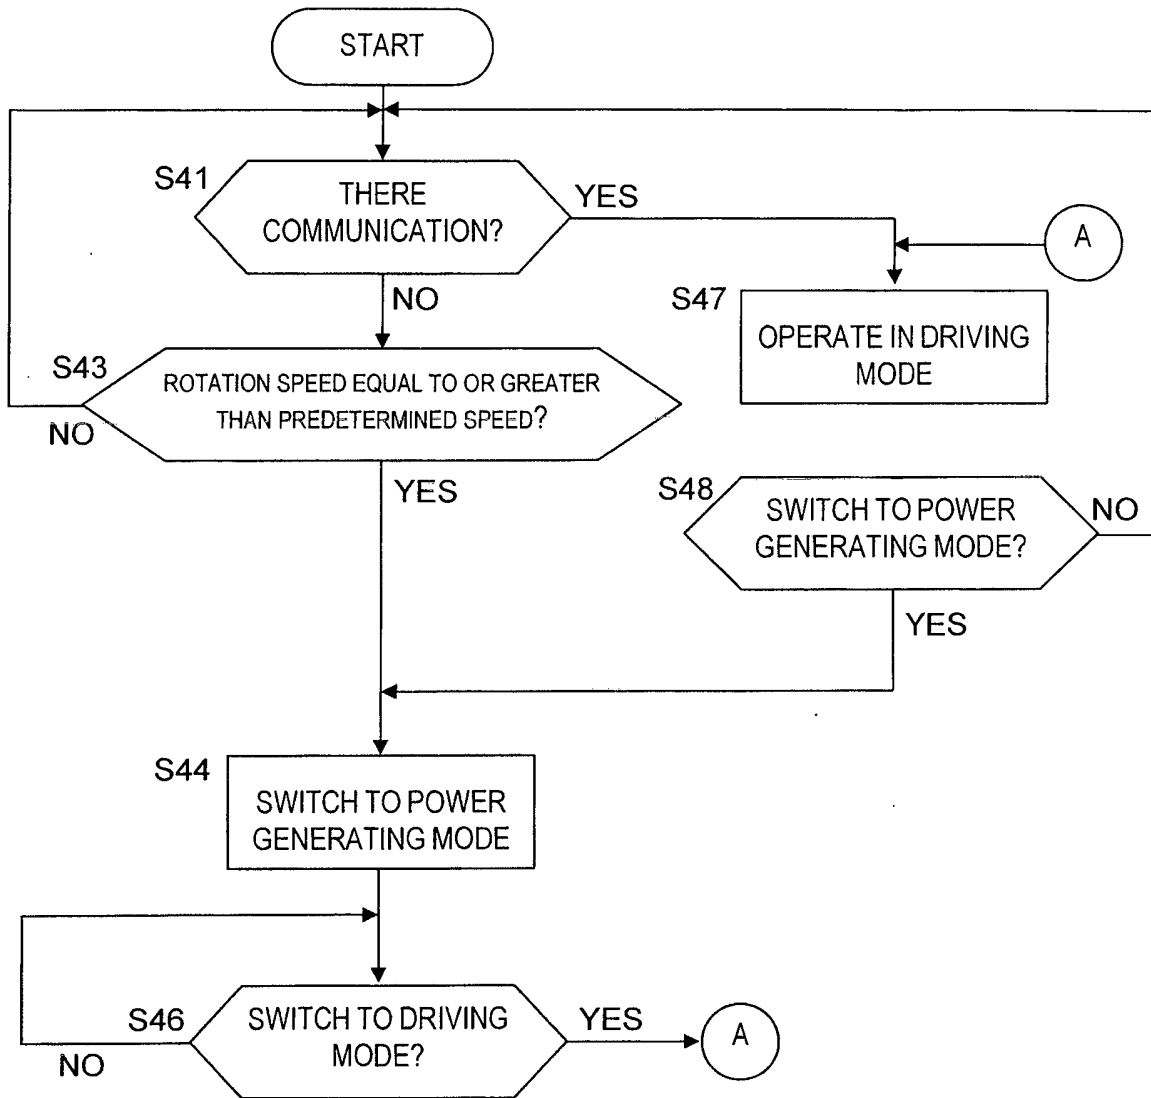 START
S41
THERE
COMMUNICATION?
YES
A
NO
S47
OPERATE IN DRIVING
MODE
S43
ROTATION SPEED EQUAL TO OR GREATER
THAN PREDETERMINED SPEED?
NO
YES
S48
SWITCH TO POWER
GENERATING MODE?
NO
YES
S44
SWITCH TO POWER
GENERATING MODE
S46
SWITCH TO DRIVING
MODE?
YES
A
NO